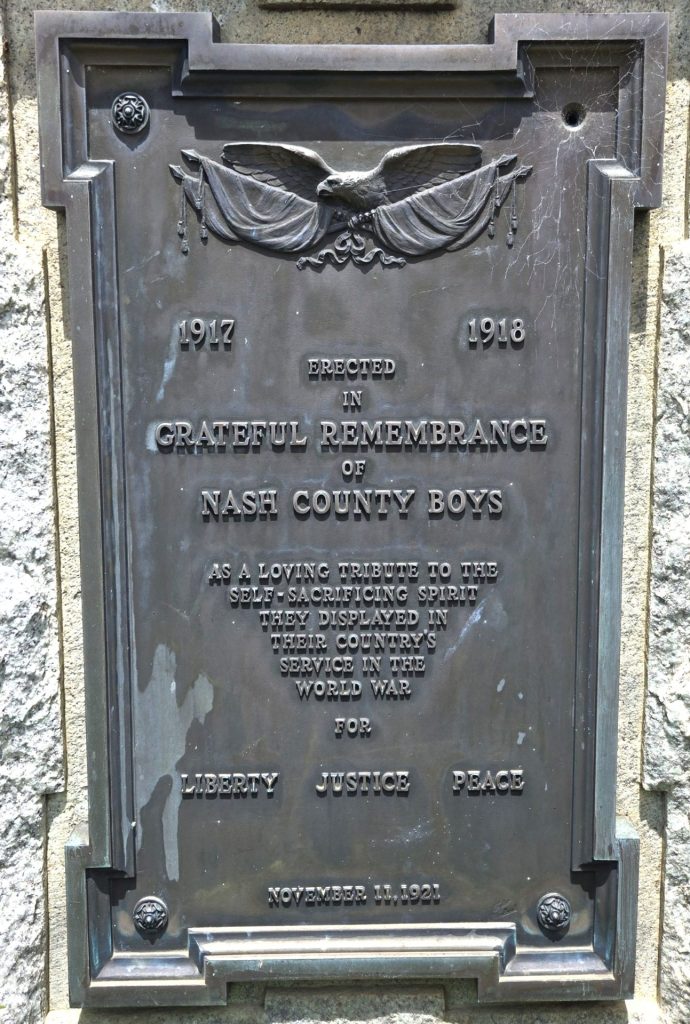 1917 1918
ERECTED
IN
GRATEFUL REMEMBRANCE
OF
NASH COUNTY BOYS
AS A LOVING TRIBUTE TO THE
SELF-SACRIFICING SPIRIT
THEY DISPLAYED IN
THEIR COUNTRY'S
SERVICE IN THE
WORLD WAR
FOR
LIBERTY JUSTICE PEACE
NOVEMBER 11, 1921